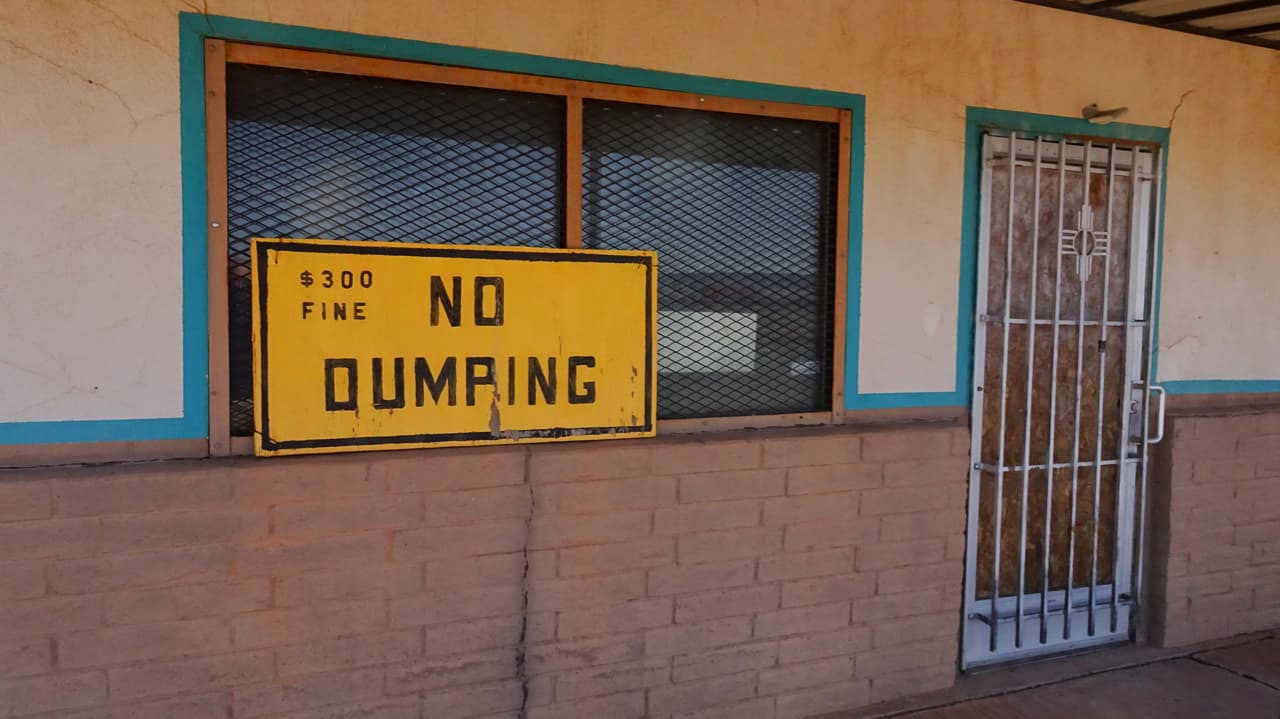 $300
FINE
NO
DUMPING